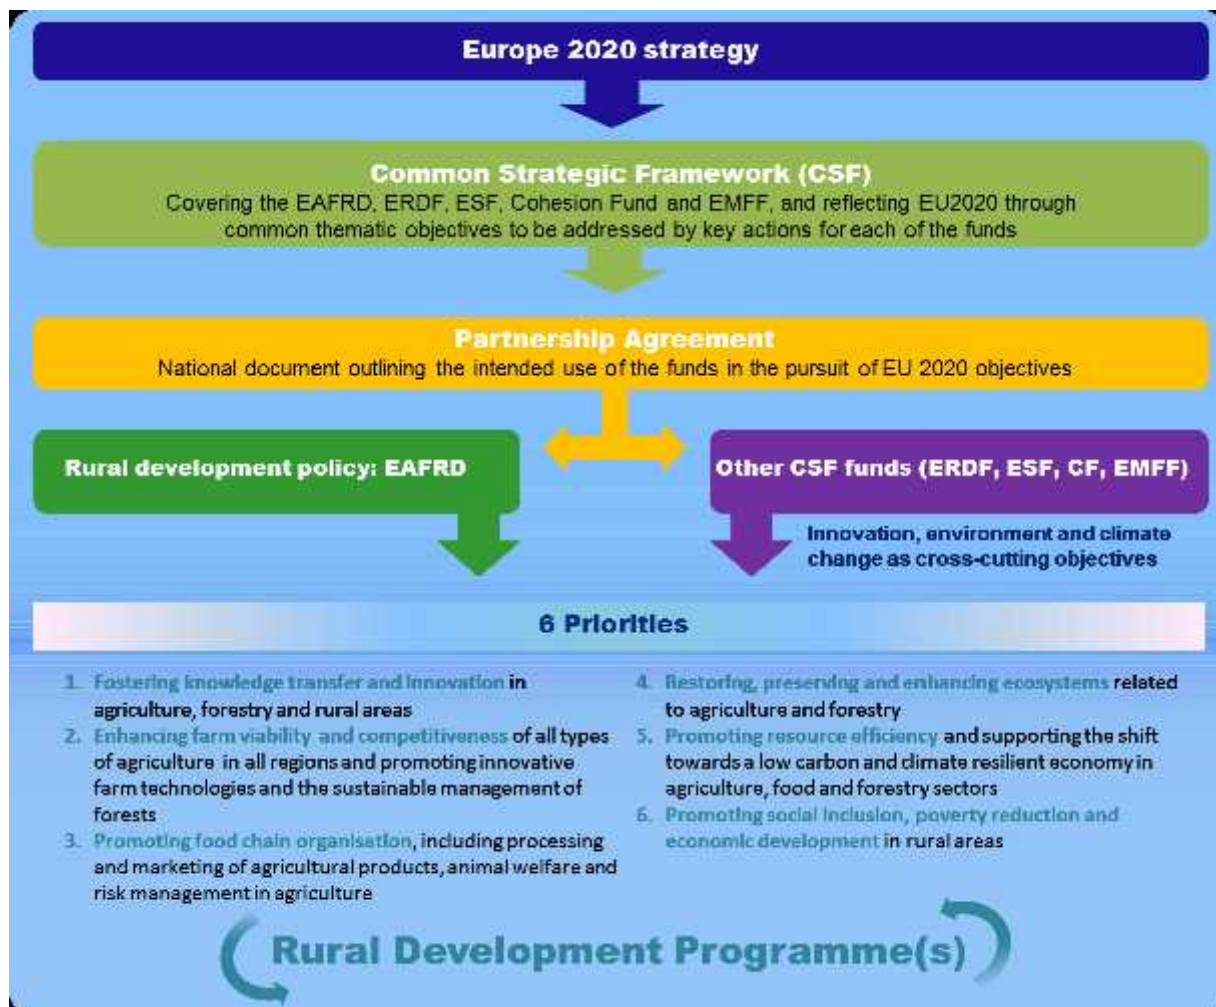 Europe 2020 strategy
Common Strategic Framework (CSF)
Covering the EAFRD, ERDF, ESF, Cohesion Fund and EMFF, and reflecting EU2020 through
common thematic objectives to be addressed by key actions for each of the funds
Partnership Agreement
National document outlining the intended use of the funds in the pursuit of EU 2020 objectives
Rural development policy: EAFRD
Other CSF funds (ERDF, ESF, CF, EMFF)
Innovation, environment and climate
change as cross-cutting objectives
6 Priorities
1. Fostering knowledge transfer and innovation in
agriculture, forestry and rural areas
2. Enhancing farm viability and competitiveness of all types
of agriculture in all regions and promoting innovative
farm technologies and the sustainable management of
forests
3. Promoting food chain organisation, including processing
and marketing of agricultural products, animal welfare and
risk management in agriculture
4. Restoring, preserving and enhancing ecosystems related
to agriculture and forestry
5. Promoting resource efficiency and supporting the shift
towards a low carbon and climate resilient economy in
agriculture, food and forestry sectors
6. Promoting social inclusion, poverty reduction and
economic development in rural areas
Rural Development Programme(s)